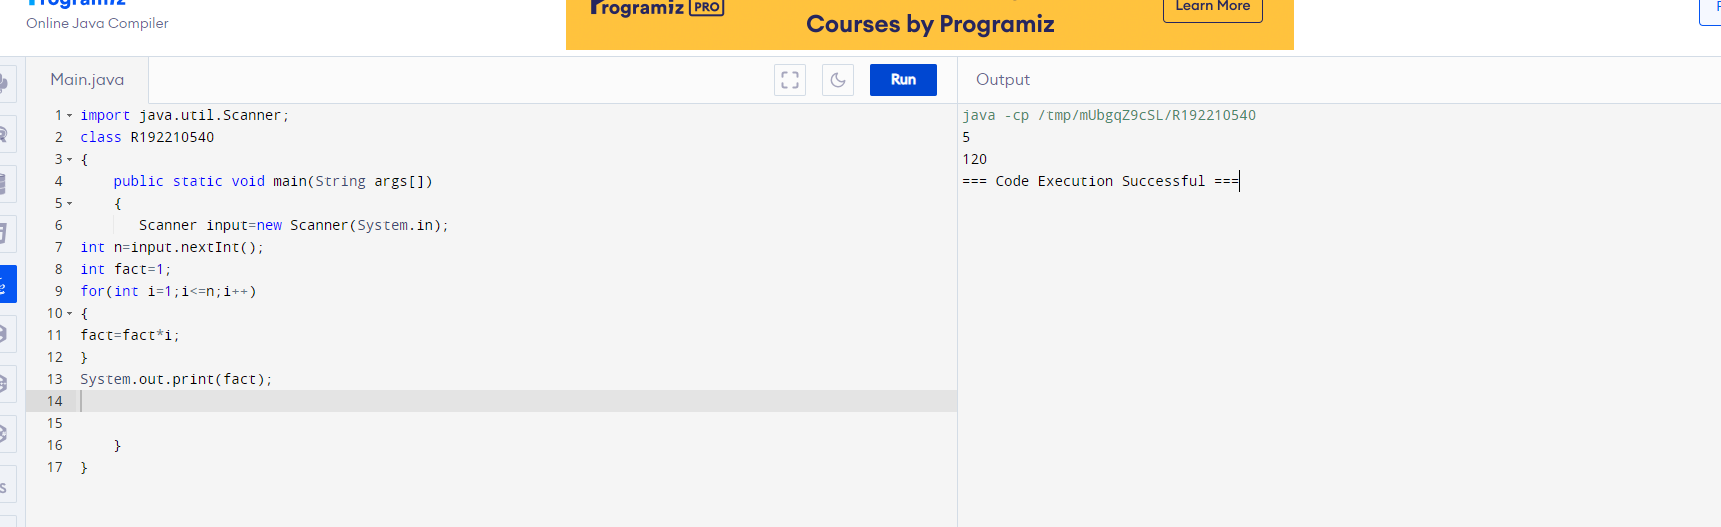 Programiz
Online Java Compiler
Programiz PRO
Courses by Programiz
Learn More
Main.java
Run
Output
1 import java.util.Scanner;
2 class R192210540
3 {
4 public static void main(String args[])
5 {
6 Scanner input=new Scanner(System.in);
7 int n=input.nextInt();
8 int fact=1;
9 for(int i=1;i<=n;i++)
10 {
11 fact=fact*i;
12 }
13 System.out.print(fact);
14
15
16 }
17 }
java -cp /tmp/mUbgqZ9cSL/R192210540
5
120
=== Code Execution Successful ===